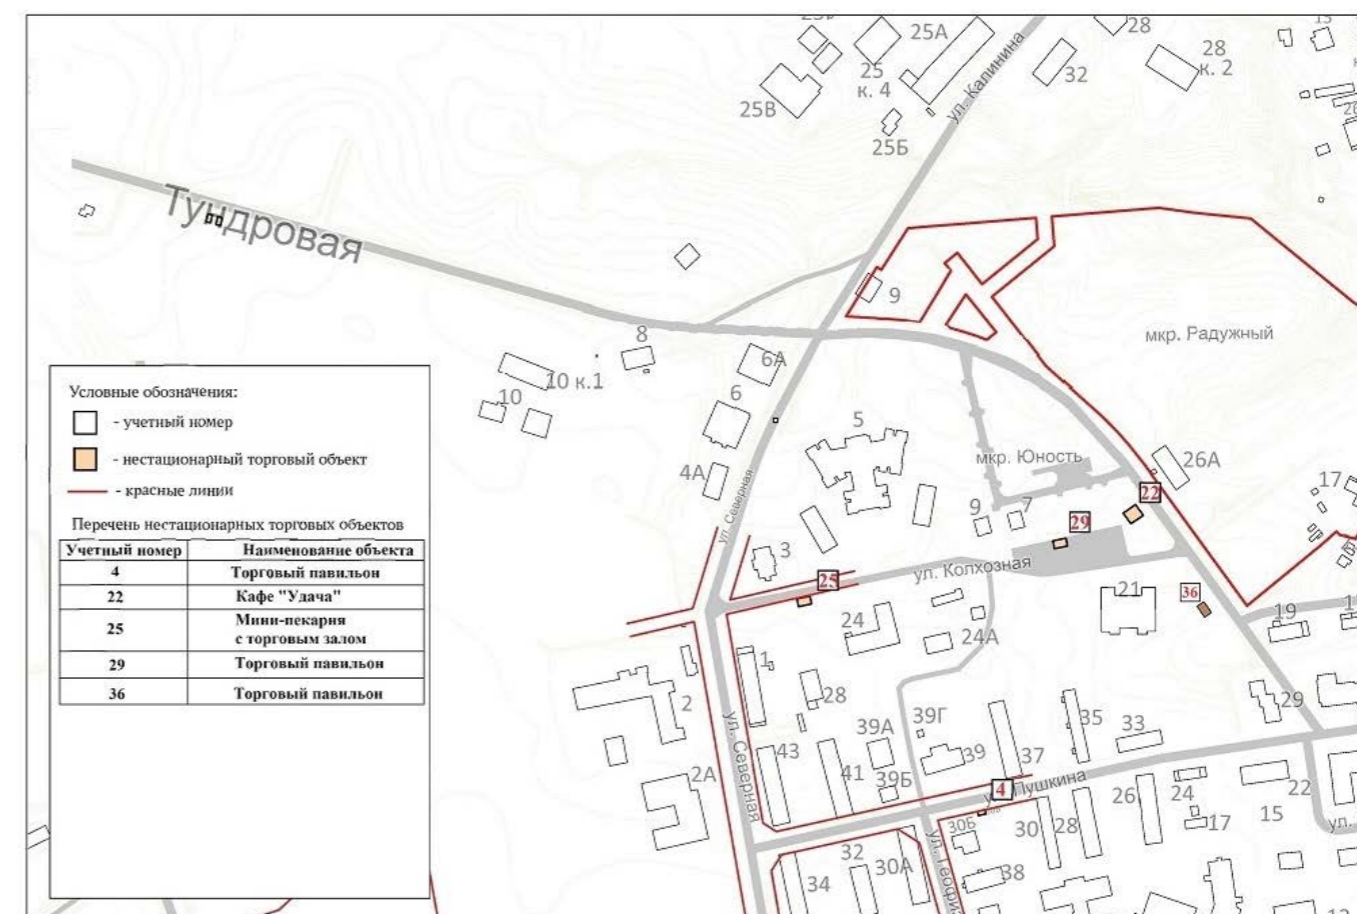 25А
28
25
к. 4
28
к. 2
32
25В
ул. Калинина
25Б
Тундровая
9
мкр. Радужный
8
6А
10 к.1
10
6
5
4А
ул. Северная
мкр. Юность
26А
17
22
9
7
29
3
25
ул. Колхозная
21
36
24
24А
19
1
28
2
29
39Г
39А
35
33
ул. Северная
43
41
39Б
39
37
2А
4
Пушкина
26
24
22
17
15
ул.
30Б
30
28
32
30А
34
38
Условные обозначения:
- учетный номер
- нестационарный торговый объект
- красные линии
Перечень нестационарных торговых объектов
Учетный номер Наименование объекта
4 Торговый павильон
22 Кафе "Удача"
25 Мини-пекарня
с торговым залом
29 Торговый павильон
36 Торговый павильон